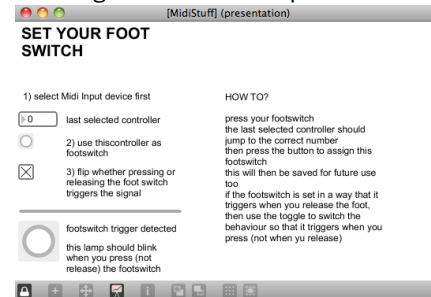 [MidiStuff] (presentation)
SET YOUR FOOT
SWITCH
1) select Midi Input device first
0
last selected controller
2) use thiscontroller as
footswitch
3) flip whether pressing or
releasing the foot switch
triggers the signal
footswitch trigger detected
this lamp should blink
when you press (not
release) the footswitch
HOW TO?
press your footswitch
the last selected controller should
jump to the correct number
then press the button to assign this
footswitch
this will then be saved for future use
too
if the footswitch is set in a way that it
triggers when you release the foot,
then use the toggle to switch the
behaviour so that it triggers when you
press (not when yu release)